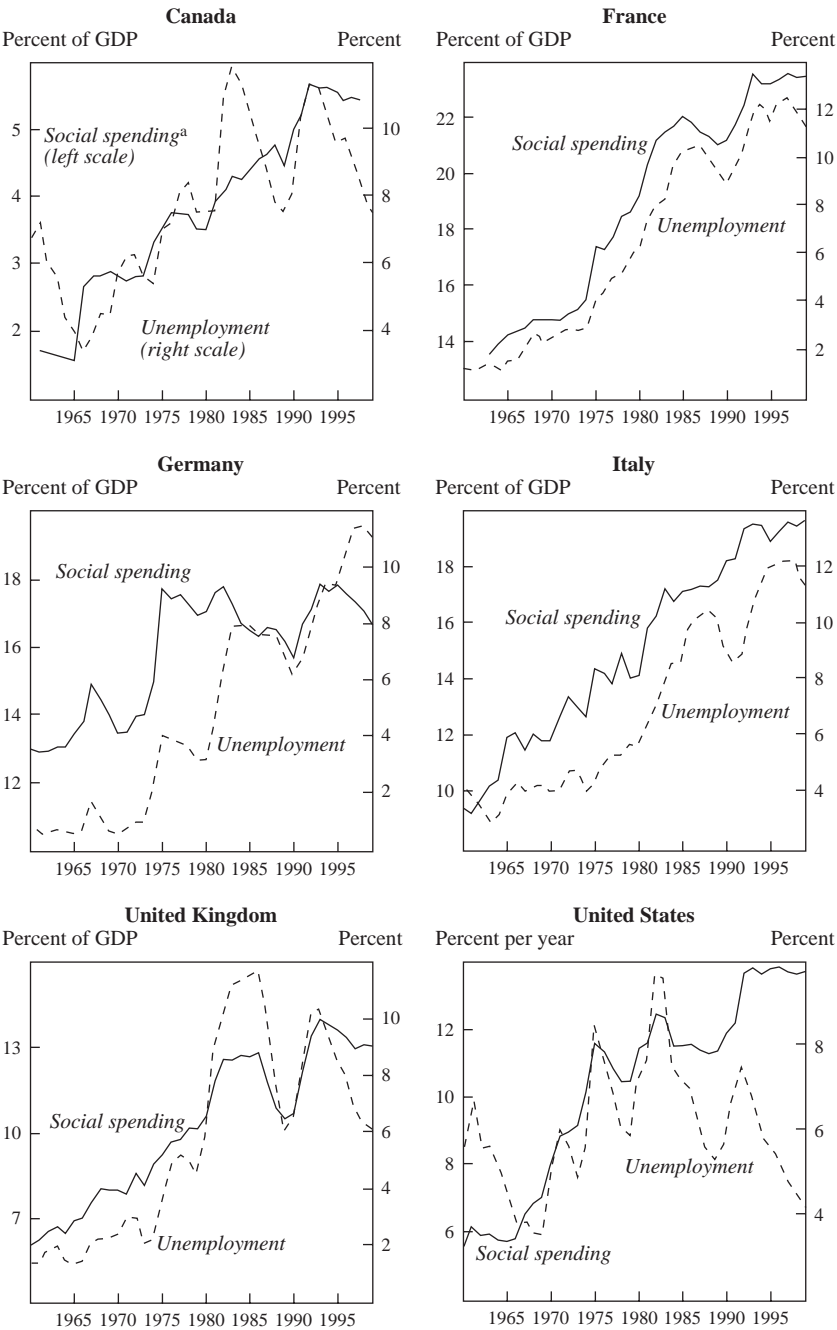 Canada
Percent of GDP Percent
5
4
3
2
10
8
6
4
Social spendingᵃ
(left scale)
Unemployment
(right scale)
1965 1970 1975 1980 1985 1990 1995
France
Percent of GDP Percent
22
20
18
16
14
12
10
8
6
4
2
Social spending
Unemployment
1965 1970 1975 1980 1985 1990 1995
Germany
Percent of GDP Percent
18
16
14
12
10
8
6
4
2
Social spending
Unemployment
1965 1970 1975 1980 1985 1990 1995
Italy
Percent of GDP Percent
18
16
14
12
10
12
10
8
6
4
Social spending
Unemployment
1965 1970 1975 1980 1985 1990 1995
United Kingdom
Percent of GDP Percent
13
10
7
10
8
6
4
2
Social spending
Unemployment
1965 1970 1975 1980 1985 1990 1995
United States
Percent per year Percent
12
10
8
6
8
6
4
Unemployment
Social spending
1965 1970 1975 1980 1985 1990 1995